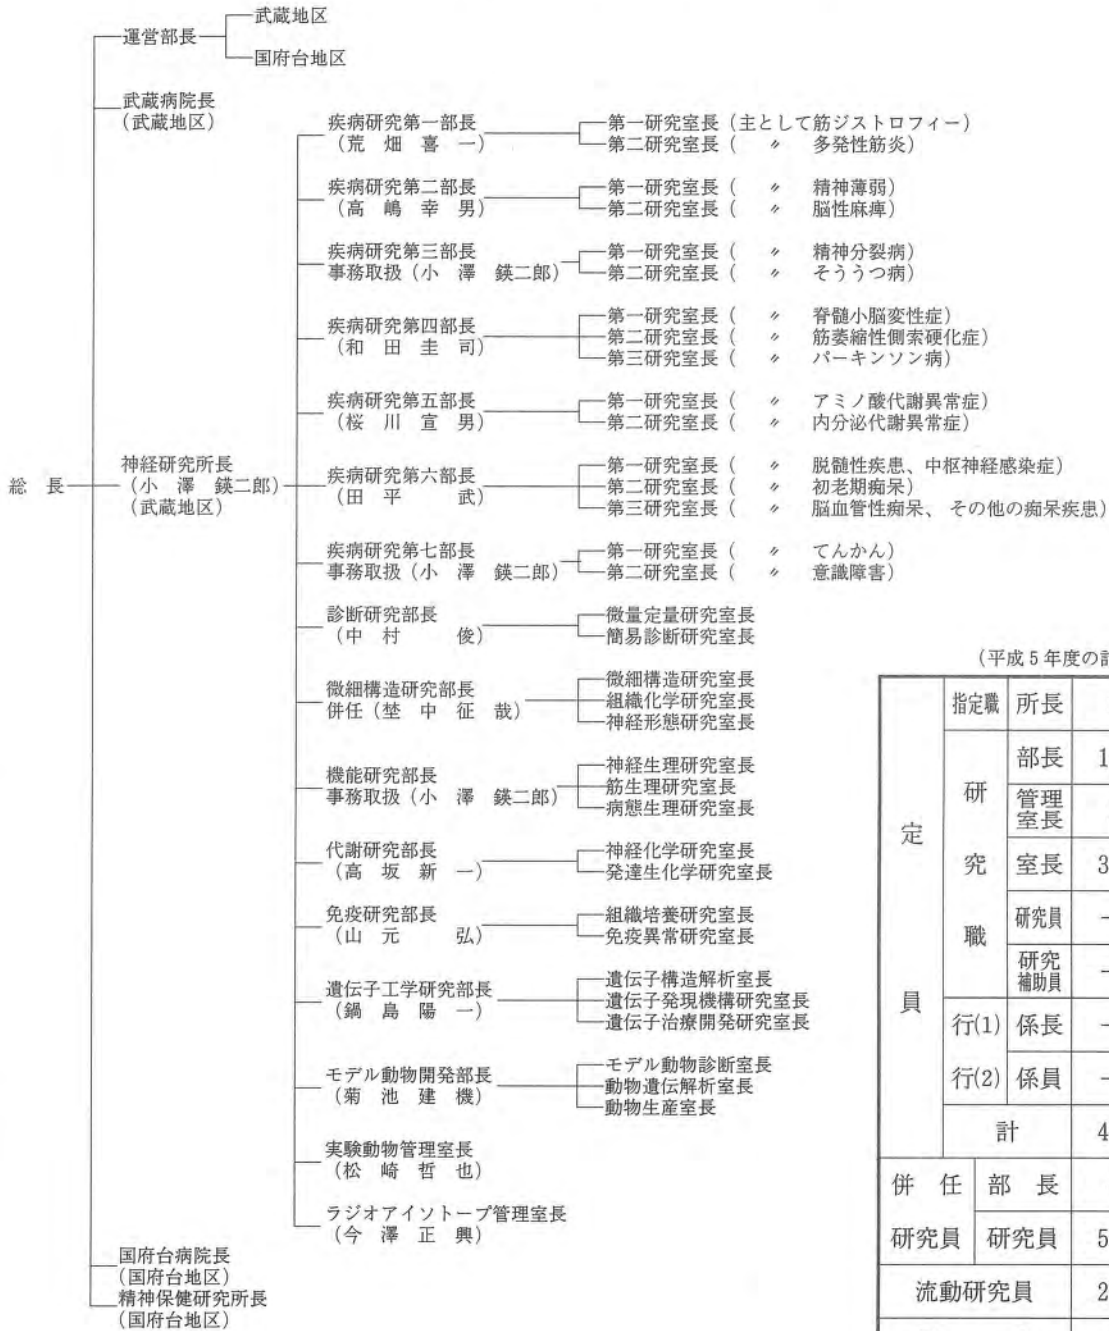 総　長
運営部長
武蔵地区
国府台地区
武蔵病院長
(武蔵地区)
神経研究所長
(小　澤　鍈二郎)
(武蔵地区)
疾病研究第一部長
(荒　畑　喜　一)
第一研究室長 (主として筋ジストロフィー)
第二研究室長 (　〃　多発性筋炎)
疾病研究第二部長
(高　嶋　幸　男)
第一研究室長 (　〃　精神薄弱)
第二研究室長 (　〃　脳性麻痺)
疾病研究第三部長
事務取扱 (小　澤　鍈二郎)
第一研究室長 (　〃　精神分裂病)
第二研究室長 (　〃　そううつ病)
疾病研究第四部長
(和　田　圭　司)
第一研究室長 (　〃　脊髄小脳変性症)
第二研究室長 (　〃　筋萎縮性側索硬化症)
第三研究室長 (　〃　パーキンソン病)
疾病研究第五部長
(桜　川　宣　男)
第一研究室長 (　〃　アミノ酸代謝異常症)
第二研究室長 (　〃　内分泌代謝異常症)
疾病研究第六部長
(田　平　　武)
第一研究室長 (　〃　脱髄性疾患、中枢神経感染症)
第二研究室長 (　〃　初老期痴呆)
第三研究室長 (　〃　脳血管性痴呆、その他の痴呆疾患)
疾病研究第七部長
事務取扱 (小　澤　鍈二郎)
第一研究室長 (　〃　てんかん)
第二研究室長 (　〃　意識障害)
診断研究部長
(中　村　　俊)
微量定量研究室長
簡易診断研究室長
微細構造研究部長
併任 (埜　中　征　哉)
微細構造研究室長
組織化学研究室長
神経形態研究室長
機能研究部長
事務取扱 (小　澤　鍈二郎)
神経生理研究室長
筋生理研究室長
病態生理研究室長
代謝研究部長
(高　坂　新　一)
神経化学研究室長
発達生化学研究室長
免疫研究部長
(山　元　　弘)
組織培養研究室長
免疫異常研究室長
遺伝子工学研究部長
(鍋　島　陽　一)
遺伝子構造解析室長
遺伝子発現機構研究室長
遺伝子治療開発研究室長
モデル動物開発部長
(菊　池　建　機)
モデル動物診断室長
動物遺伝解析室長
動物生産室長
実験動物管理室長
(松　崎　哲　也)
ラジオアイソトープ管理室長
(今　澤　正　興)
国府台病院長
(国府台地区)
精神保健研究所長
(国府台地区)
(平成5年度の
定員
指定職 所長
研究職
部長 1
管理室長
室長 3
研究員 −
研究補助員 −
行(1) 係長 −
行(2) 係員 −
計 4
併任研究員
部　長
研究員 5
流動研究員 2